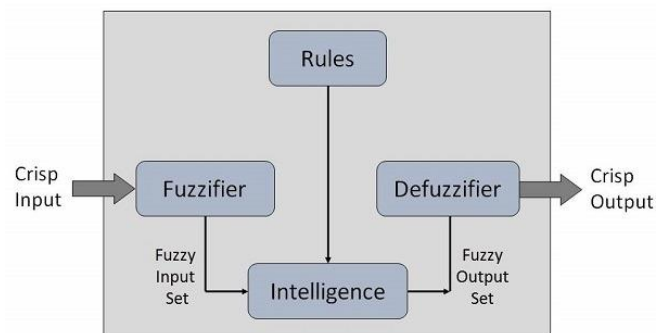 Rules
Crisp
Input
Fuzzifier
Defuzzifier
Crisp
Output
Fuzzy
Input
Set
Intelligence
Fuzzy
Output
Set